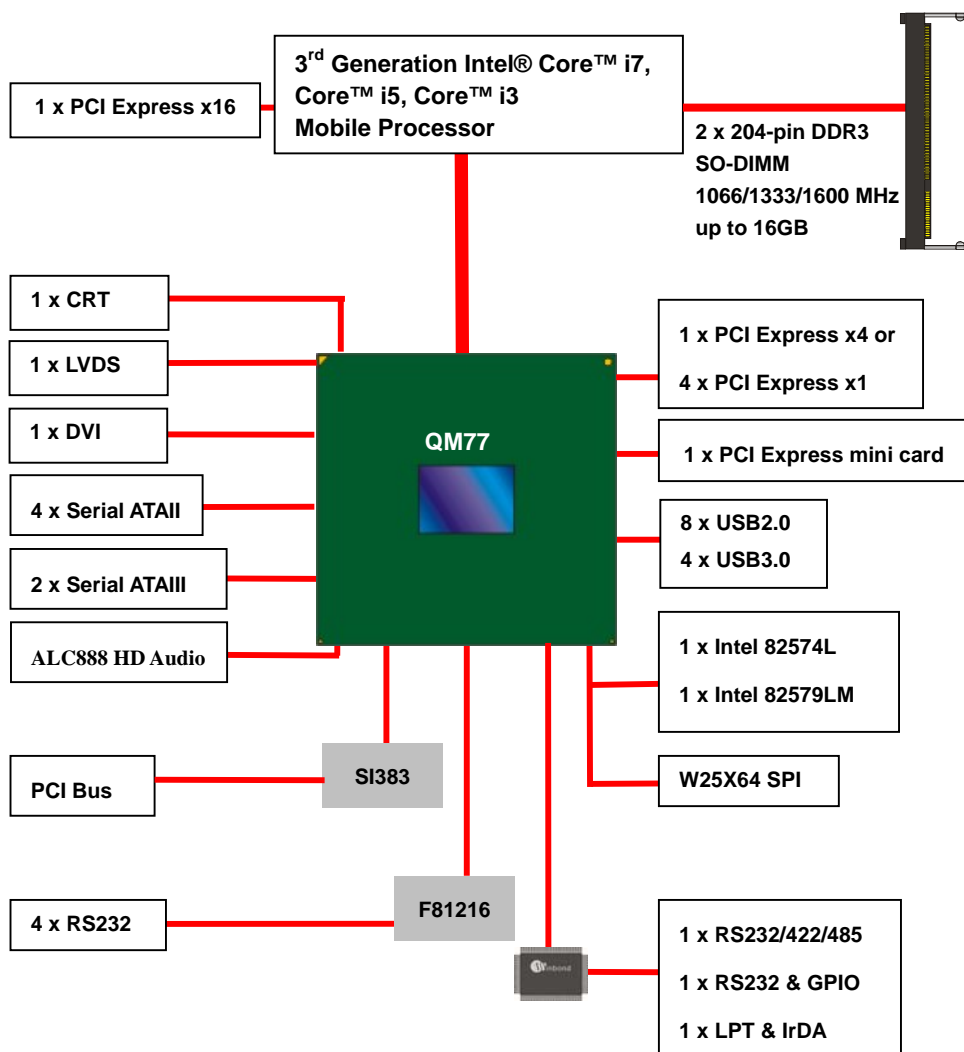 3rd Generation Intel® Core™ i7,
Core™ i5, Core™ i3
Mobile Processor
1 x PCI Express x16
2 x 204-pin DDR3
SO-DIMM
1066/1333/1600 MHz
up to 16GB
1 x CRT
1 x LVDS
1 x DVI
4 x Serial ATAII
2 x Serial ATAIII
ALC888 HD Audio
QM77
1 x PCI Express x4 or
4 x PCI Express x1
1 x PCI Express mini card
8 x USB2.0
4 x USB3.0
1 x Intel 82574L
1 x Intel 82579LM
W25X64 SPI
SI383
PCI Bus
F81216
4 x RS232
Winbond
1 x RS232/422/485
1 x RS232 & GPIO
1 x LPT & IrDA